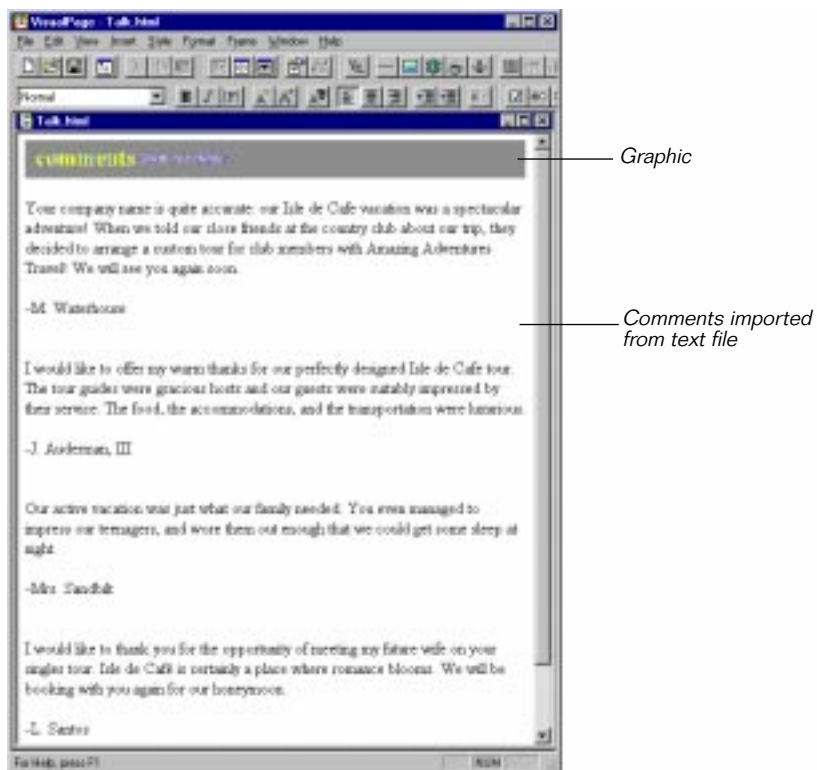 VisualPage - Talk.html
File Edit View Insert Style Format Frame Window Help
Normal
Talk.html
comments
Graphic
Your company name is quite accurate: our Isle de Cafe vacation was a spectacular
adventure! When we told our close friends at the country club about our trip, they
decided to arrange a custom tour for club members with Amazing Adventures
Travel! We will see you again soon.
-M. Waterhouse
Comments imported
from text file
I would like to offer my warm thanks for our perfectly designed Isle de Cafe tour.
The tour guides were gracious hosts and our guests were suitably impressed by
their service. The food, the accommodations, and the transportation were luxurious.
-J. Auderman, III
Our active vacation was just what our family needed. You even managed to
impress our teenagers, and wore them out enough that we could get some sleep at
night.
-Mrs. Sandbik
I would like to thank you for the opportunity of meeting my future wife on your
singles tour. Isle de Café is certainly a place where romance blooms. We will be
booking with you again for our honeymoon.
-L. Santos
For Help, press F1
NUM